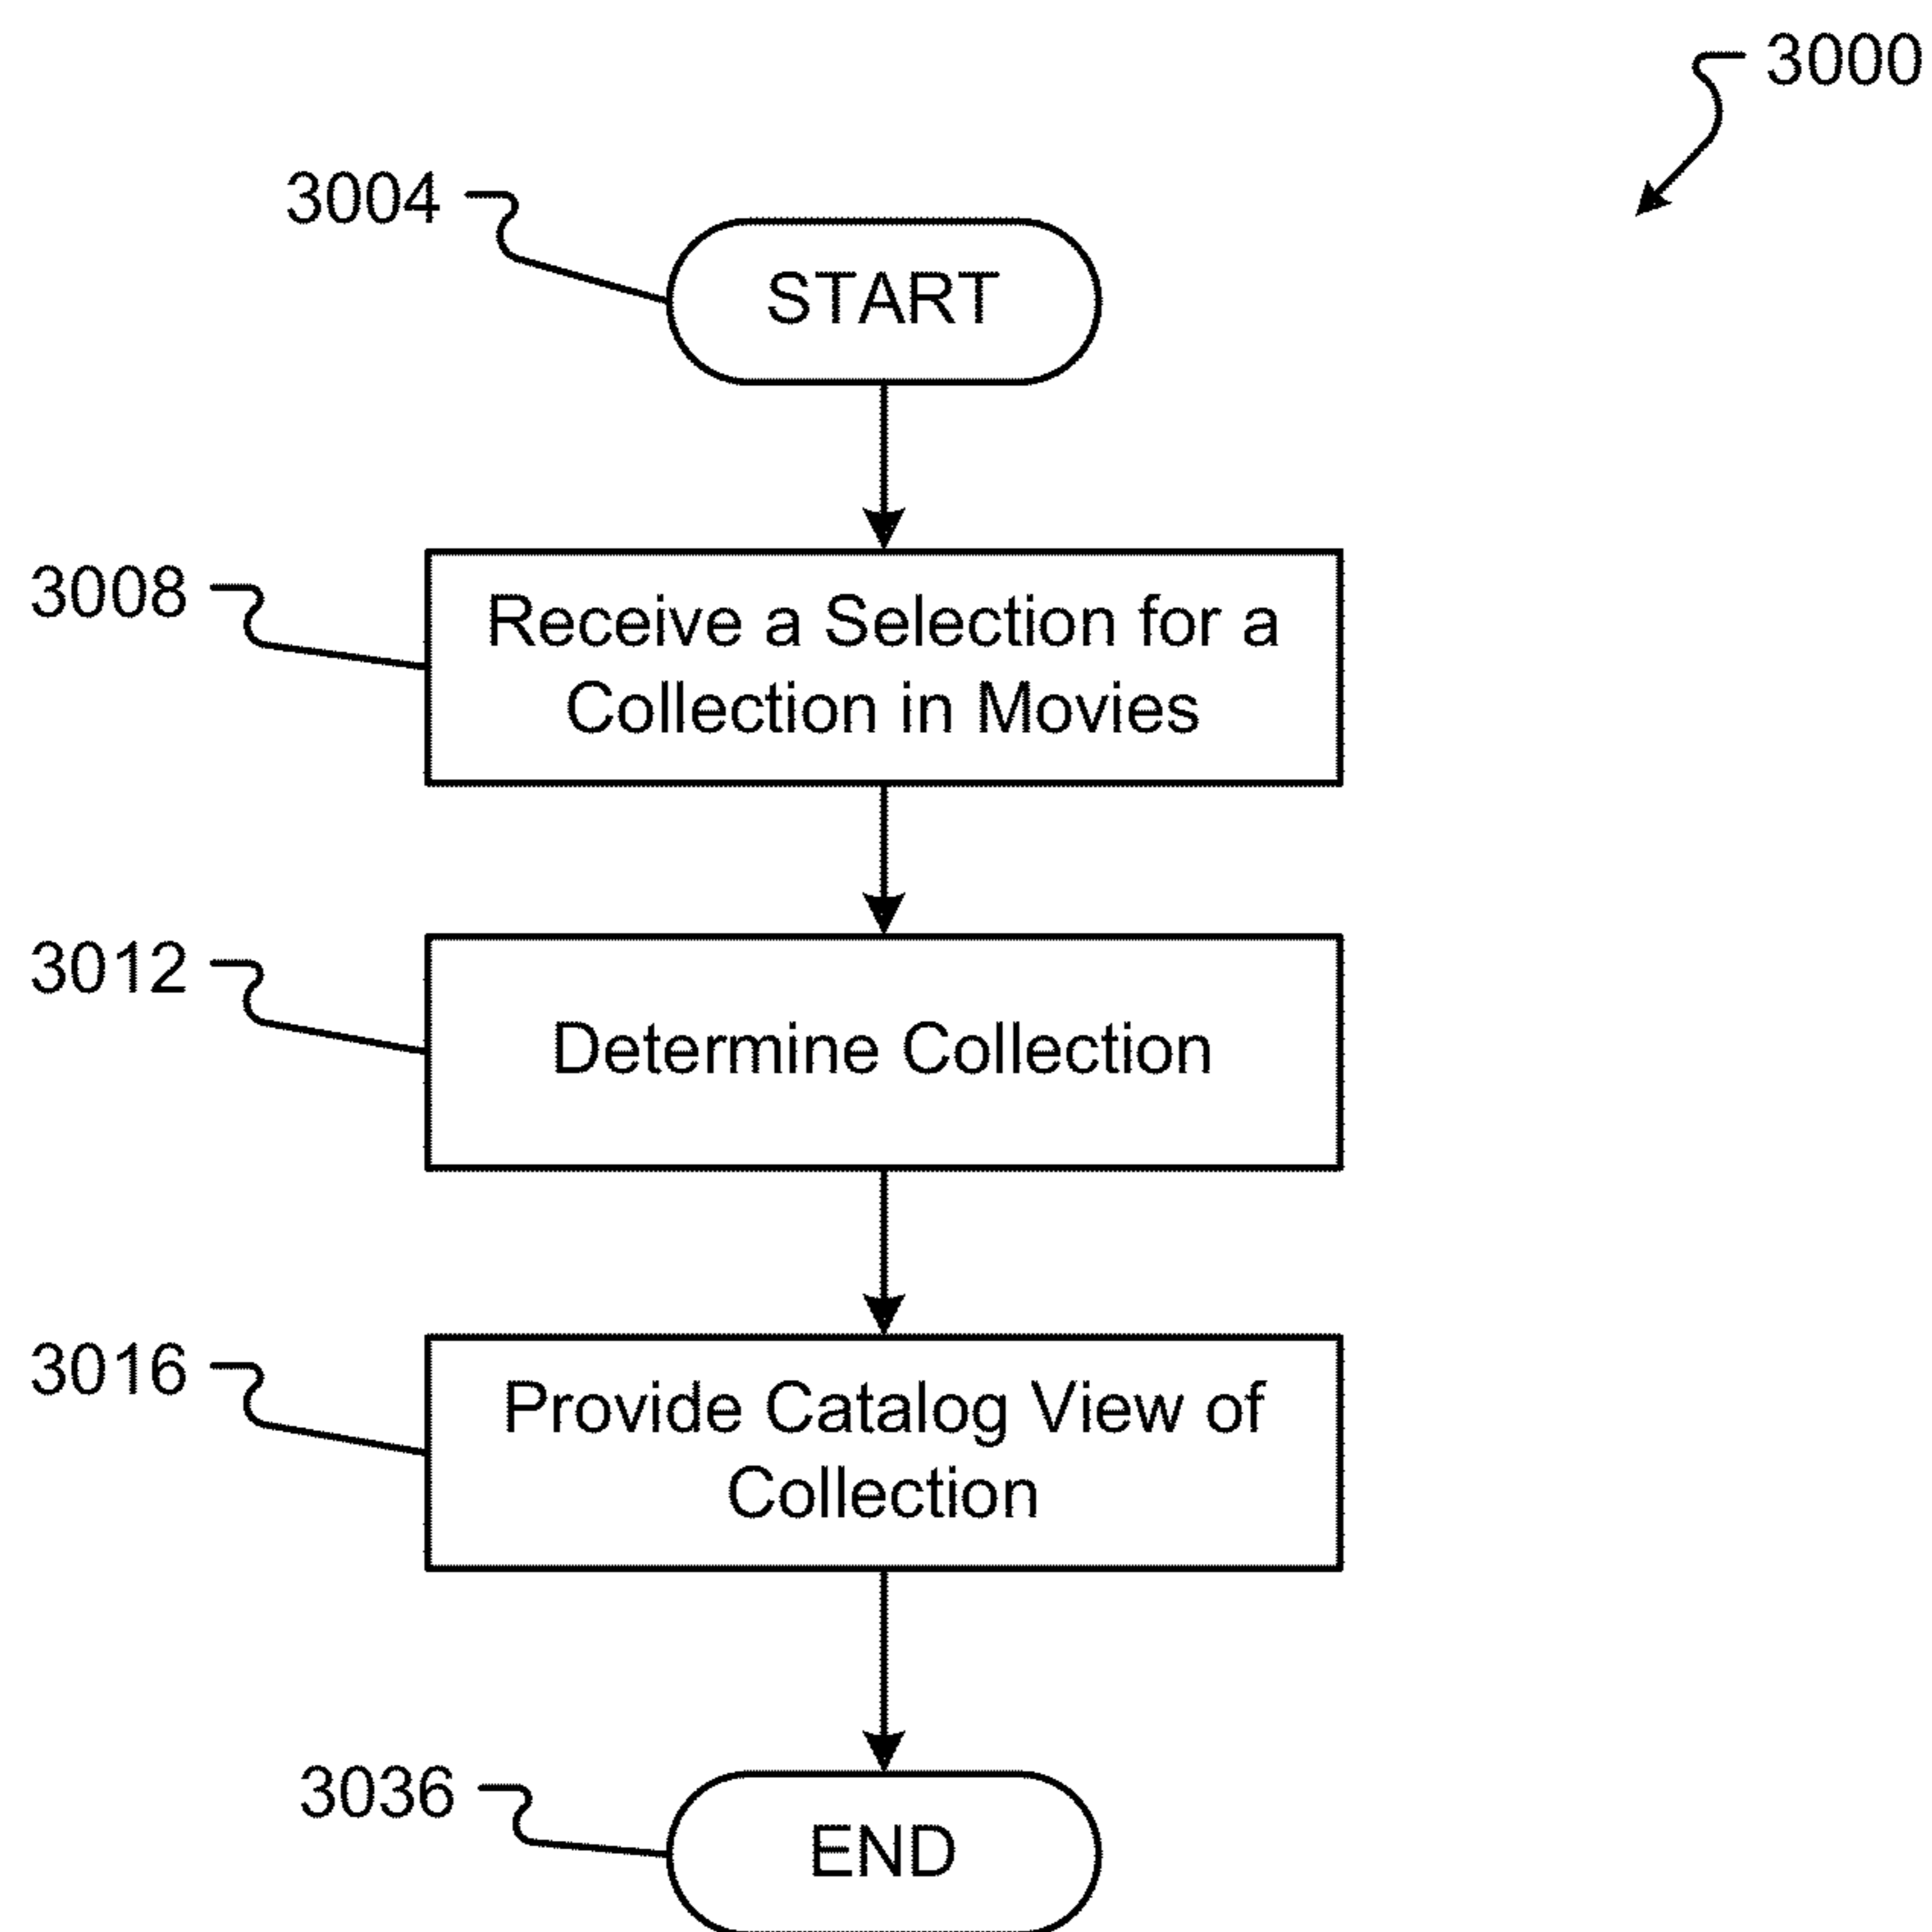 3000
3004
START
3008
Receive a Selection for a
Collection in Movies
3012
Determine Collection
3016
Provide Catalog View of
Collection
3036
END